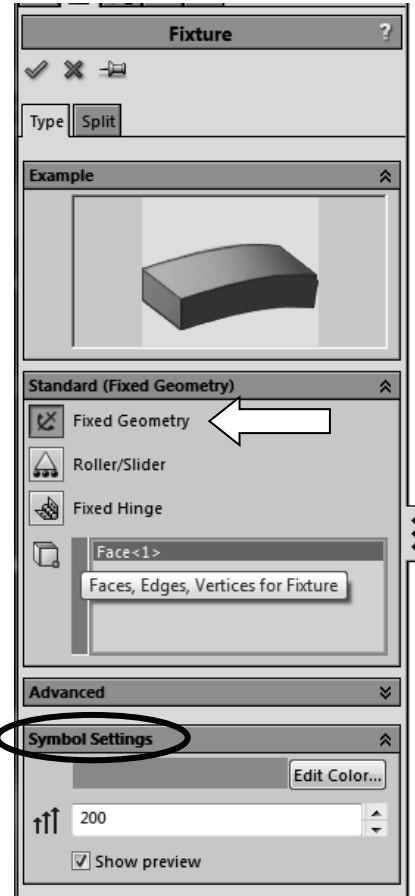 Fixture ?
Type Split
Example
Standard (Fixed Geometry)
Fixed Geometry
Roller/Slider
Fixed Hinge
Face<1>
Faces, Edges, Vertices for Fixture
Advanced
Symbol Settings
Edit Color...
200
Show preview